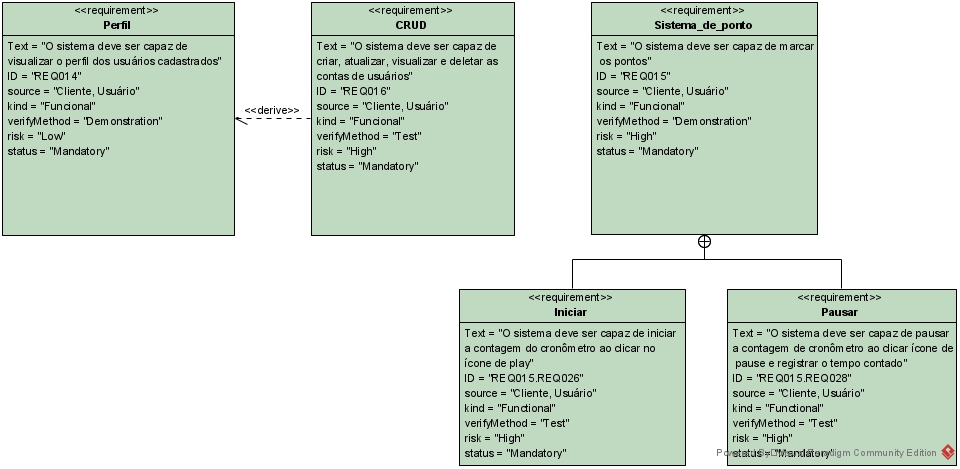 <<requirement>>
Perfil
Text = "O sistema deve ser capaz de
visualizar o perfil dos usuários cadastrados"
ID = "REQ014"
source = "Cliente, Usuário"
kind = "Funcional"
verifyMethod = "Demonstration"
risk = "Low"
status = "Mandatory"
<<derive>>
<<requirement>>
CRUD
Text = "O sistema deve ser capaz de
criar, atualizar, visualizar e deletar as
contas de usuários"
ID = "REQ016"
source = "Cliente, Usuário"
kind = "Funcional"
verifyMethod = "Test"
risk = "High"
status = "Mandatory"
<<requirement>>
Sistema_de_ponto
Text = "O sistema deve ser capaz de marcar
os pontos"
ID = "REQ015"
source = "Cliente, Usuário"
kind = "Funcional"
verifyMethod = "Demonstration"
risk = "High"
status = "Mandatory"
<<requirement>>
Iniciar
Text = "O sistema deve ser capaz de iniciar
a contagem do cronômetro ao clicar no
ícone de play"
ID = "REQ015.REQ026"
source = "Cliente, Usuário"
kind = "Functional"
verifyMethod = "Test"
risk = "High"
status = "Mandatory"
<<requirement>>
Pausar
Text = "O sistema deve ser capaz de pausar
a contagem de cronômetro ao clicar ícone de
pause e registrar o tempo contado"
ID = "REQ015.REQ028"
source = "Cliente, Usuário"
kind = "Functional"
verifyMethod = "Test"
risk = "High"
status = "Mandatory"
Paradigm Community Edition